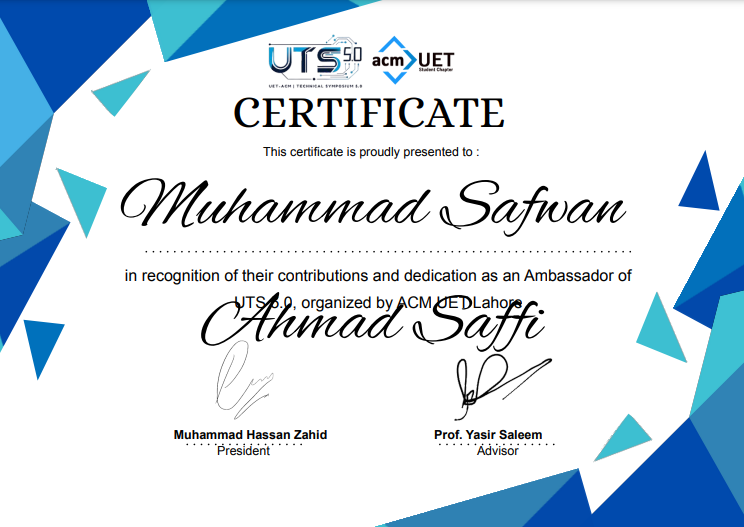 UTS 5.0
UET-ACM | TECHNICAL SYMPOSIUM 5.0
acm UET
Student Chapter
CERTIFICATE
This certificate is proudly presented to :
Muhammad Safwan
in recognition of their contributions and dedication as an Ambassador of
UTS 5.0, organized by ACM UET Lahore
Ahmad Saffi
Muhammad Hassan Zahid
President
Prof. Yasir Saleem
Advisor